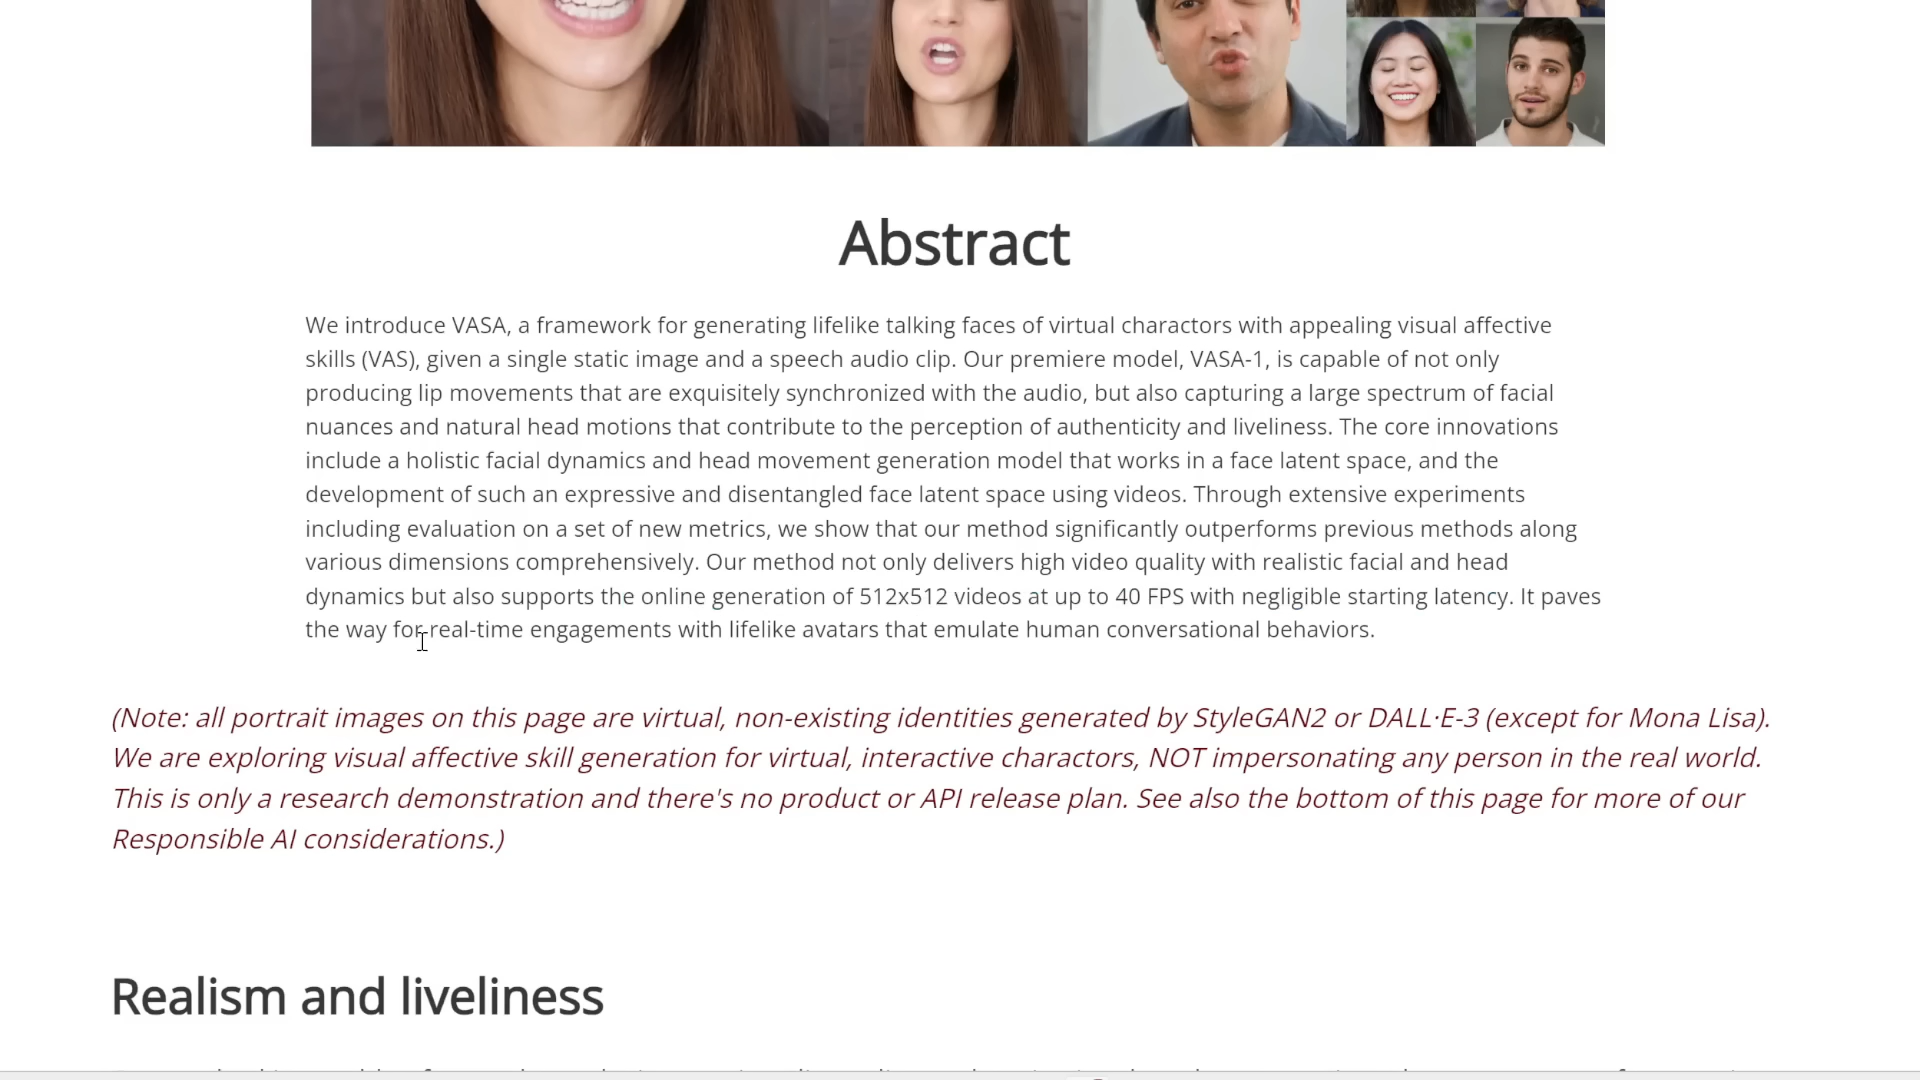 Abstract
We introduce VASA, a framework for generating lifelike talking faces of virtual charactors with appealing visual affective
skills (VAS), given a single static image and a speech audio clip. Our premiere model, VASA-1, is capable of not only
producing lip movements that are exquisitely synchronized with the audio, but also capturing a large spectrum of facial
nuances and natural head motions that contribute to the perception of authenticity and liveliness. The core innovations
include a holistic facial dynamics and head movement generation model that works in a face latent space, and the
development of such an expressive and disentangled face latent space using videos. Through extensive experiments
including evaluation on a set of new metrics, we show that our method significantly outperforms previous methods along
various dimensions comprehensively. Our method not only delivers high video quality with realistic facial and head
dynamics but also supports the online generation of 512x512 videos at up to 40 FPS with negligible starting latency. It paves
the way for real-time engagements with lifelike avatars that emulate human conversational behaviors.
(Note: all portrait images on this page are virtual, non-existing identities generated by StyleGAN2 or DALL·E-3 (except for Mona Lisa).
We are exploring visual affective skill generation for virtual, interactive charactors, NOT impersonating any person in the real world.
This is only a research demonstration and there's no product or API release plan. See also the bottom of this page for more of our
Responsible AI considerations.)
Realism and liveliness